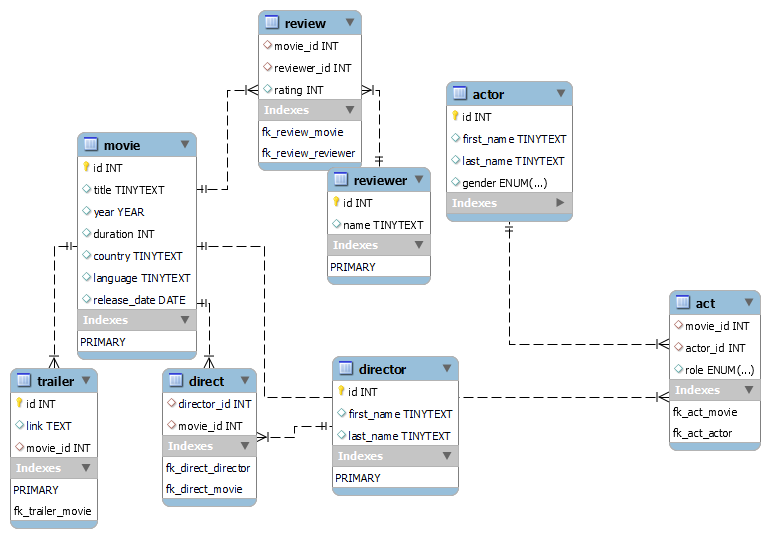 review
movie_id INT
reviewer_id INT
rating INT
Indexes
fk_review_movie
fk_review_reviewer
actor
id INT
first_name TINYTEXT
last_name TINYTEXT
gender ENUM(...)
Indexes
movie
id INT
title TINYTEXT
year YEAR
duration INT
country TINYTEXT
language TINYTEXT
release_date DATE
Indexes
PRIMARY
reviewer
id INT
name TINYTEXT
Indexes
PRIMARY
act
movie_id INT
actor_id INT
role ENUM(...)
Indexes
fk_act_movie
fk_act_actor
trailer
id INT
link TEXT
movie_id INT
Indexes
PRIMARY
fk_trailer_movie
direct
director_id INT
movie_id INT
Indexes
fk_direct_director
fk_direct_movie
director
id INT
first_name TINYTEXT
last_name TINYTEXT
Indexes
PRIMARY